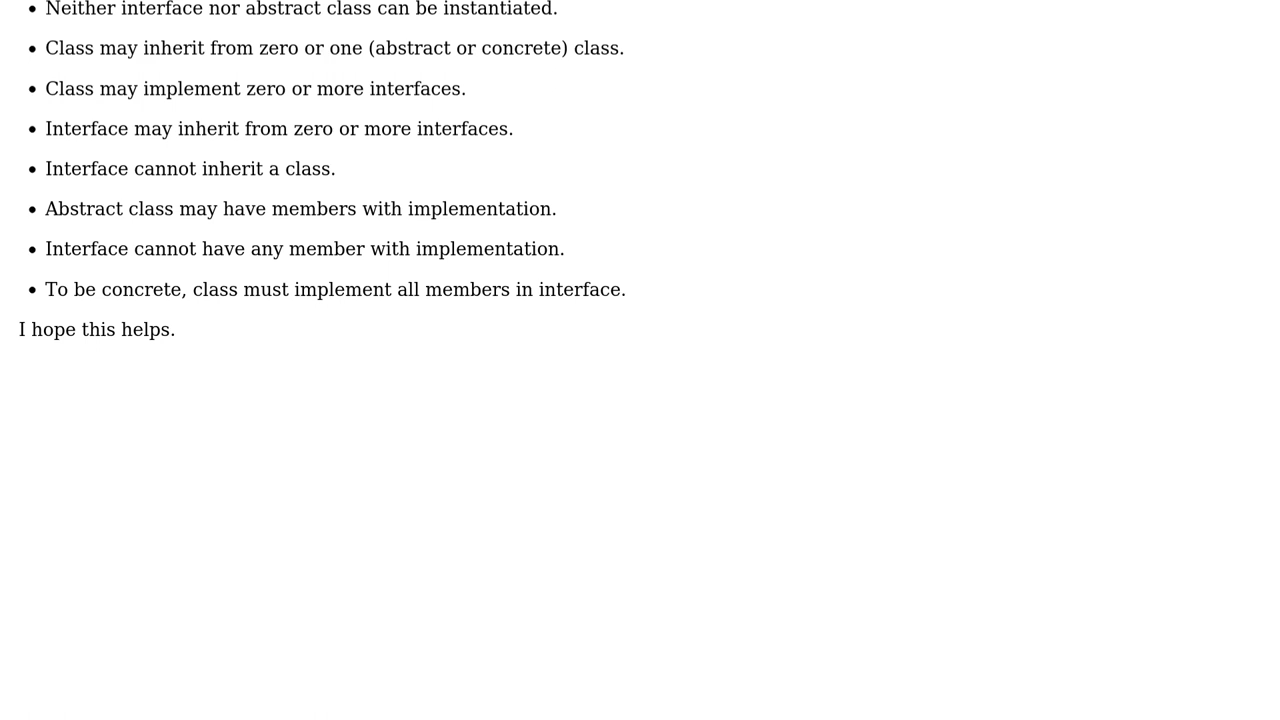 • Neither interface nor abstract class can be instantiated.
• Class may inherit from zero or one (abstract or concrete) class.
• Class may implement zero or more interfaces.
• Interface may inherit from zero or more interfaces.
• Interface cannot inherit a class.
• Abstract class may have members with implementation.
• Interface cannot have any member with implementation.
• To be concrete, class must implement all members in interface.
I hope this helps.